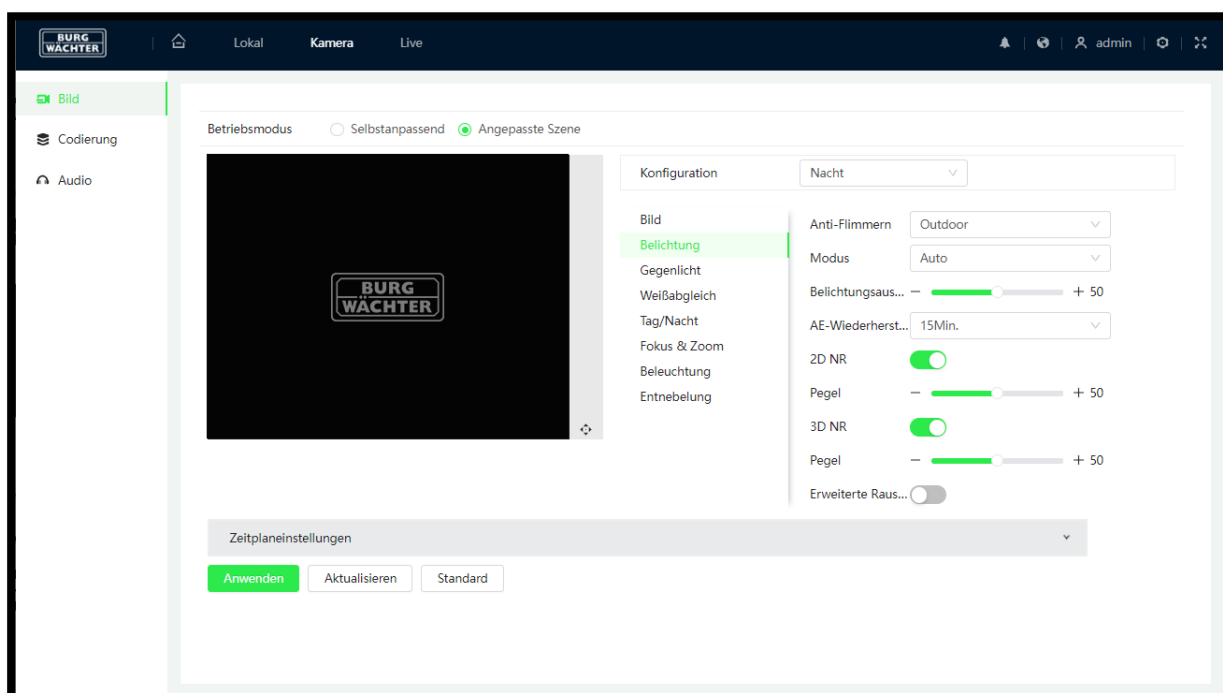 BURG
WÄCHTER
Lokal
Kamera
Live
admin
Bild
Codierung
Audio
Betriebsmodus
Selbstanpassend
Angepasste Szene
BURG
WÄCHTER
Konfiguration
Nacht
Bild
Belichtung
Gegenlicht
Weißabgleich
Tag/Nacht
Fokus & Zoom
Beleuchtung
Entnebelung
Anti-Flimmern Outdoor
Modus Auto
Belichtungsaus... − + 50
AE-Wiederherst... 15Min.
2D NR
Pegel − + 50
3D NR
Pegel − + 50
Erweiterte Raus...
Zeitplaneinstellungen
Anwenden
Aktualisieren
Standard